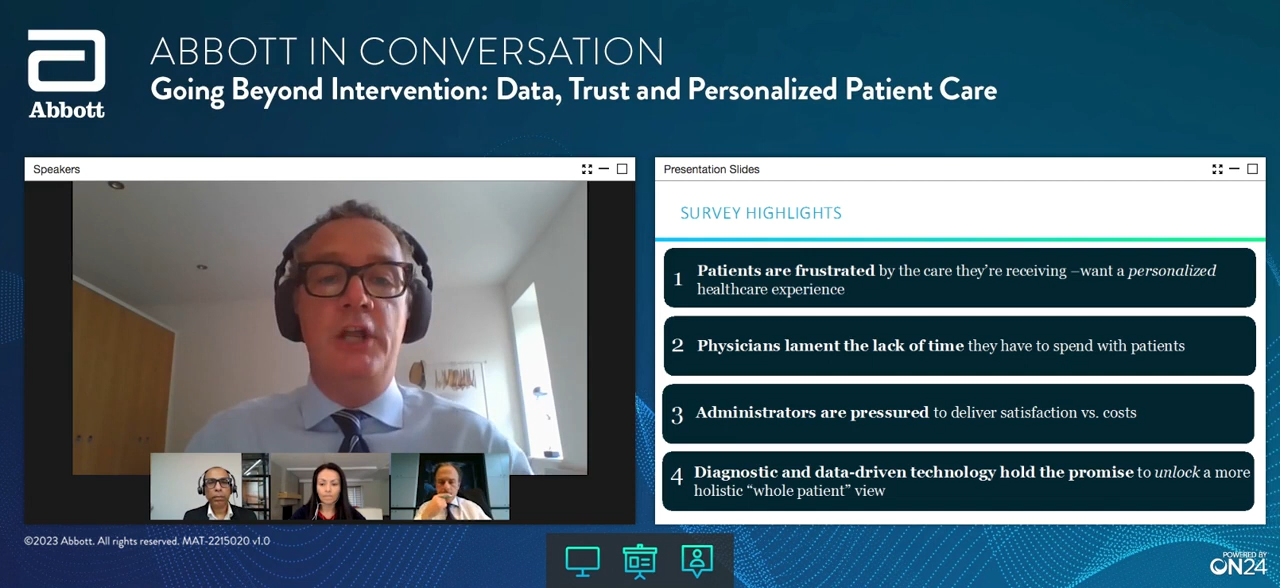 ABBOTT IN CONVERSATION
Going Beyond Intervention: Data, Trust and Personalized Patient Care
Abbott
Speakers
Presentation Slides
SURVEY HIGHLIGHTS
1 Patients are frustrated by the care they’re receiving –want a personalized
healthcare experience
2 Physicians lament the lack of time they have to spend with patients
3 Administrators are pressured to deliver satisfaction vs. costs
4 Diagnostic and data-driven technology hold the promise to unlock a more
holistic “whole patient” view
©2023 Abbott. All rights reserved. MAT-2215020 v1.0
POWERED BY
ON24